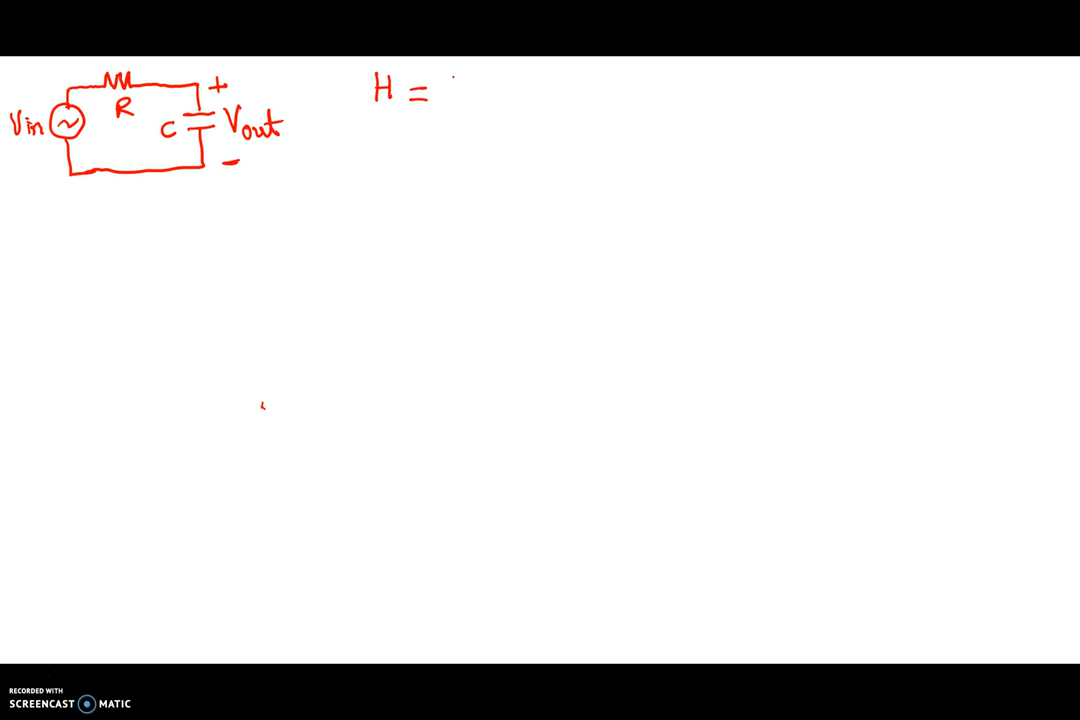 R
+
H =
Vin
C
Vout
-
RECORDED WITH
SCREENCAST MATIC